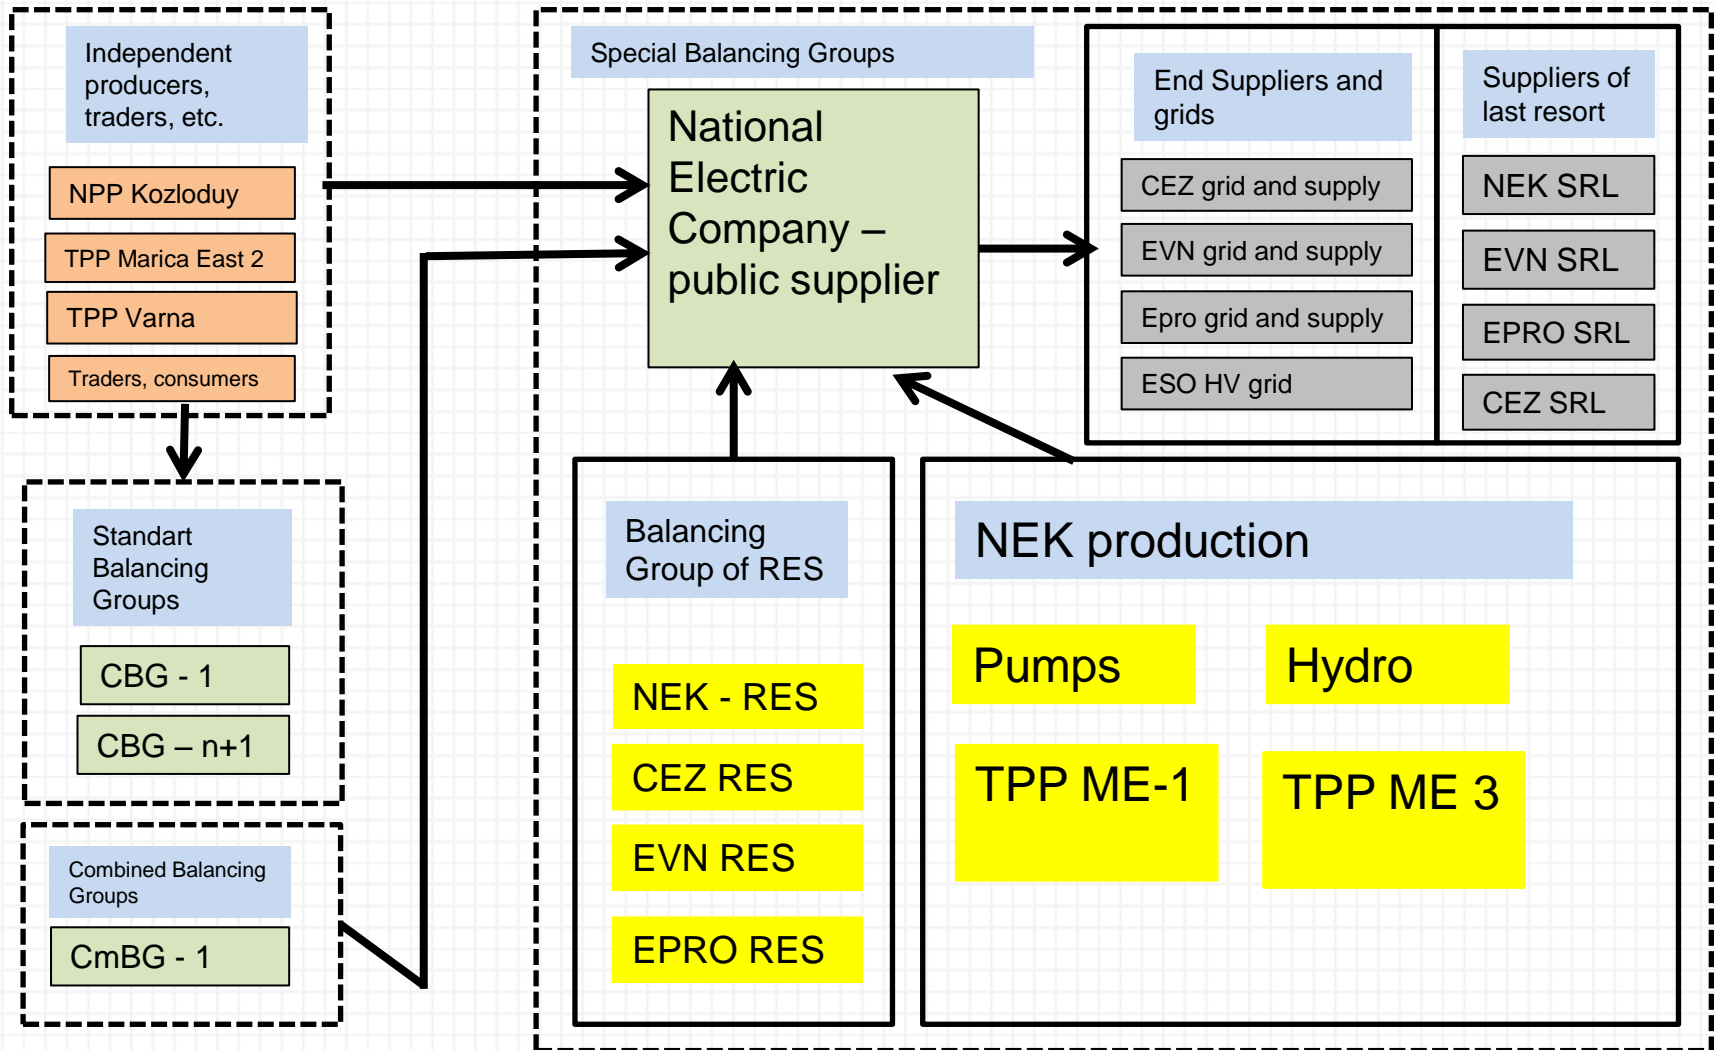 Independent
producers,
traders, etc.
NPP Kozloduy
TPP Marica East 2
TPP Varna
Traders, consumers
Standart
Balancing
Groups
CBG - 1
CBG – n+1
Combined Balancing
Groups
CmBG - 1
Special Balancing Groups
National
Electric
Company –
public supplier
End Suppliers and
grids
CEZ grid and supply
EVN grid and supply
Epro grid and supply
ESO HV grid
Suppliers of
last resort
NEK SRL
EVN SRL
EPRO SRL
CEZ SRL
Balancing
Group of RES
NEK - RES
CEZ RES
EVN RES
EPRO RES
NEK production
Pumps
Hydro
TPP ME-1
TPP ME 3